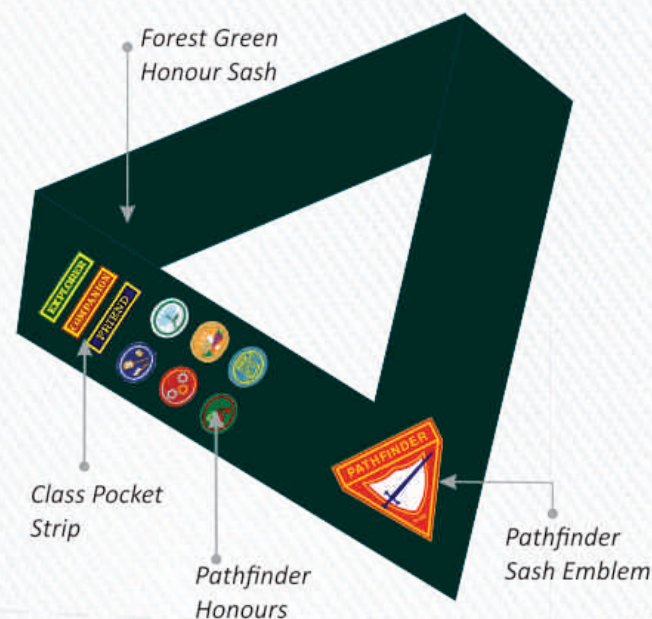 Forest Green
Honour Sash
EXPLORER
COMPANION
FRIEND
PATHFINDER
Class Pocket
Strip
Pathfinder
Honours
Pathfinder
Sash Emblem